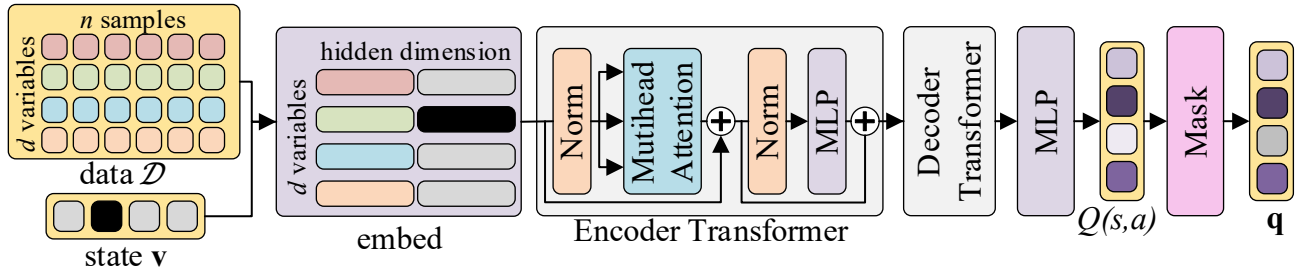 n samples
d variables
data D
state v
hidden dimension
d variables
embed
Norm
Mutihead
Attention
Norm
MLP
Encoder Transformer
Decoder
Transformer
MLP
Q(s,a)
Mask
q